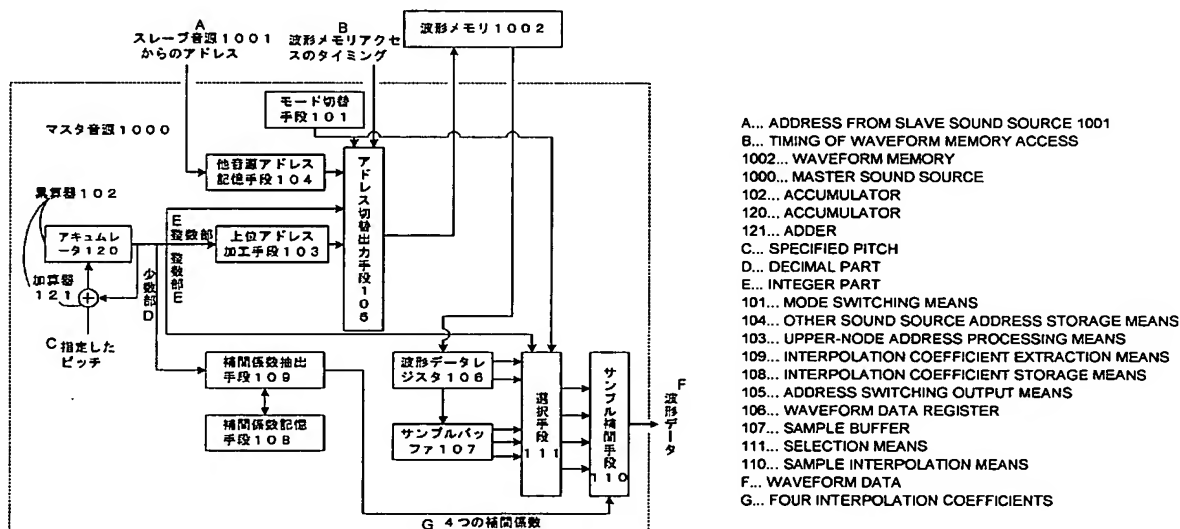 A
スレーブ音源1001
からのアドレス
B
波形メモリアクセ
スのタイミング
波形メモリ1002
モード切替
手段101
マスタ音源1000
他音源アドレス
記憶手段104
累算器102
アキュムレ
ータ120
E
整数部
上位アドレス
加工手段103
アドレス切替出力手段105
加算器
121
少数部D
整数部E
C 指定した
ピッチ
補間係数抽出
手段109
補間係数記憶
手段108
波形データレ
ジスタ106
サンプルバッ
ファ107
選択手段111
サンプル補間手段110
F 波形データ
G 4つの補間係数
A... ADDRESS FROM SLAVE SOUND SOURCE 1001
B... TIMING OF WAVEFORM MEMORY ACCESS
1002... WAVEFORM MEMORY
1000... MASTER SOUND SOURCE
102... ACCUMULATOR
120... ACCUMULATOR
121... ADDER
C... SPECIFIED PITCH
D... DECIMAL PART
E... INTEGER PART
101... MODE SWITCHING MEANS
104... OTHER SOUND SOURCE ADDRESS STORAGE MEANS
103... UPPER-NODE ADDRESS PROCESSING MEANS
109... INTERPOLATION COEFFICIENT EXTRACTION MEANS
108... INTERPOLATION COEFFICIENT STORAGE MEANS
105... ADDRESS SWITCHING OUTPUT MEANS
106... WAVEFORM DATA REGISTER
107... SAMPLE BUFFER
111... SELECTION MEANS
110... SAMPLE INTERPOLATION MEANS
F... WAVEFORM DATA
G... FOUR INTERPOLATION COEFFICIENTS